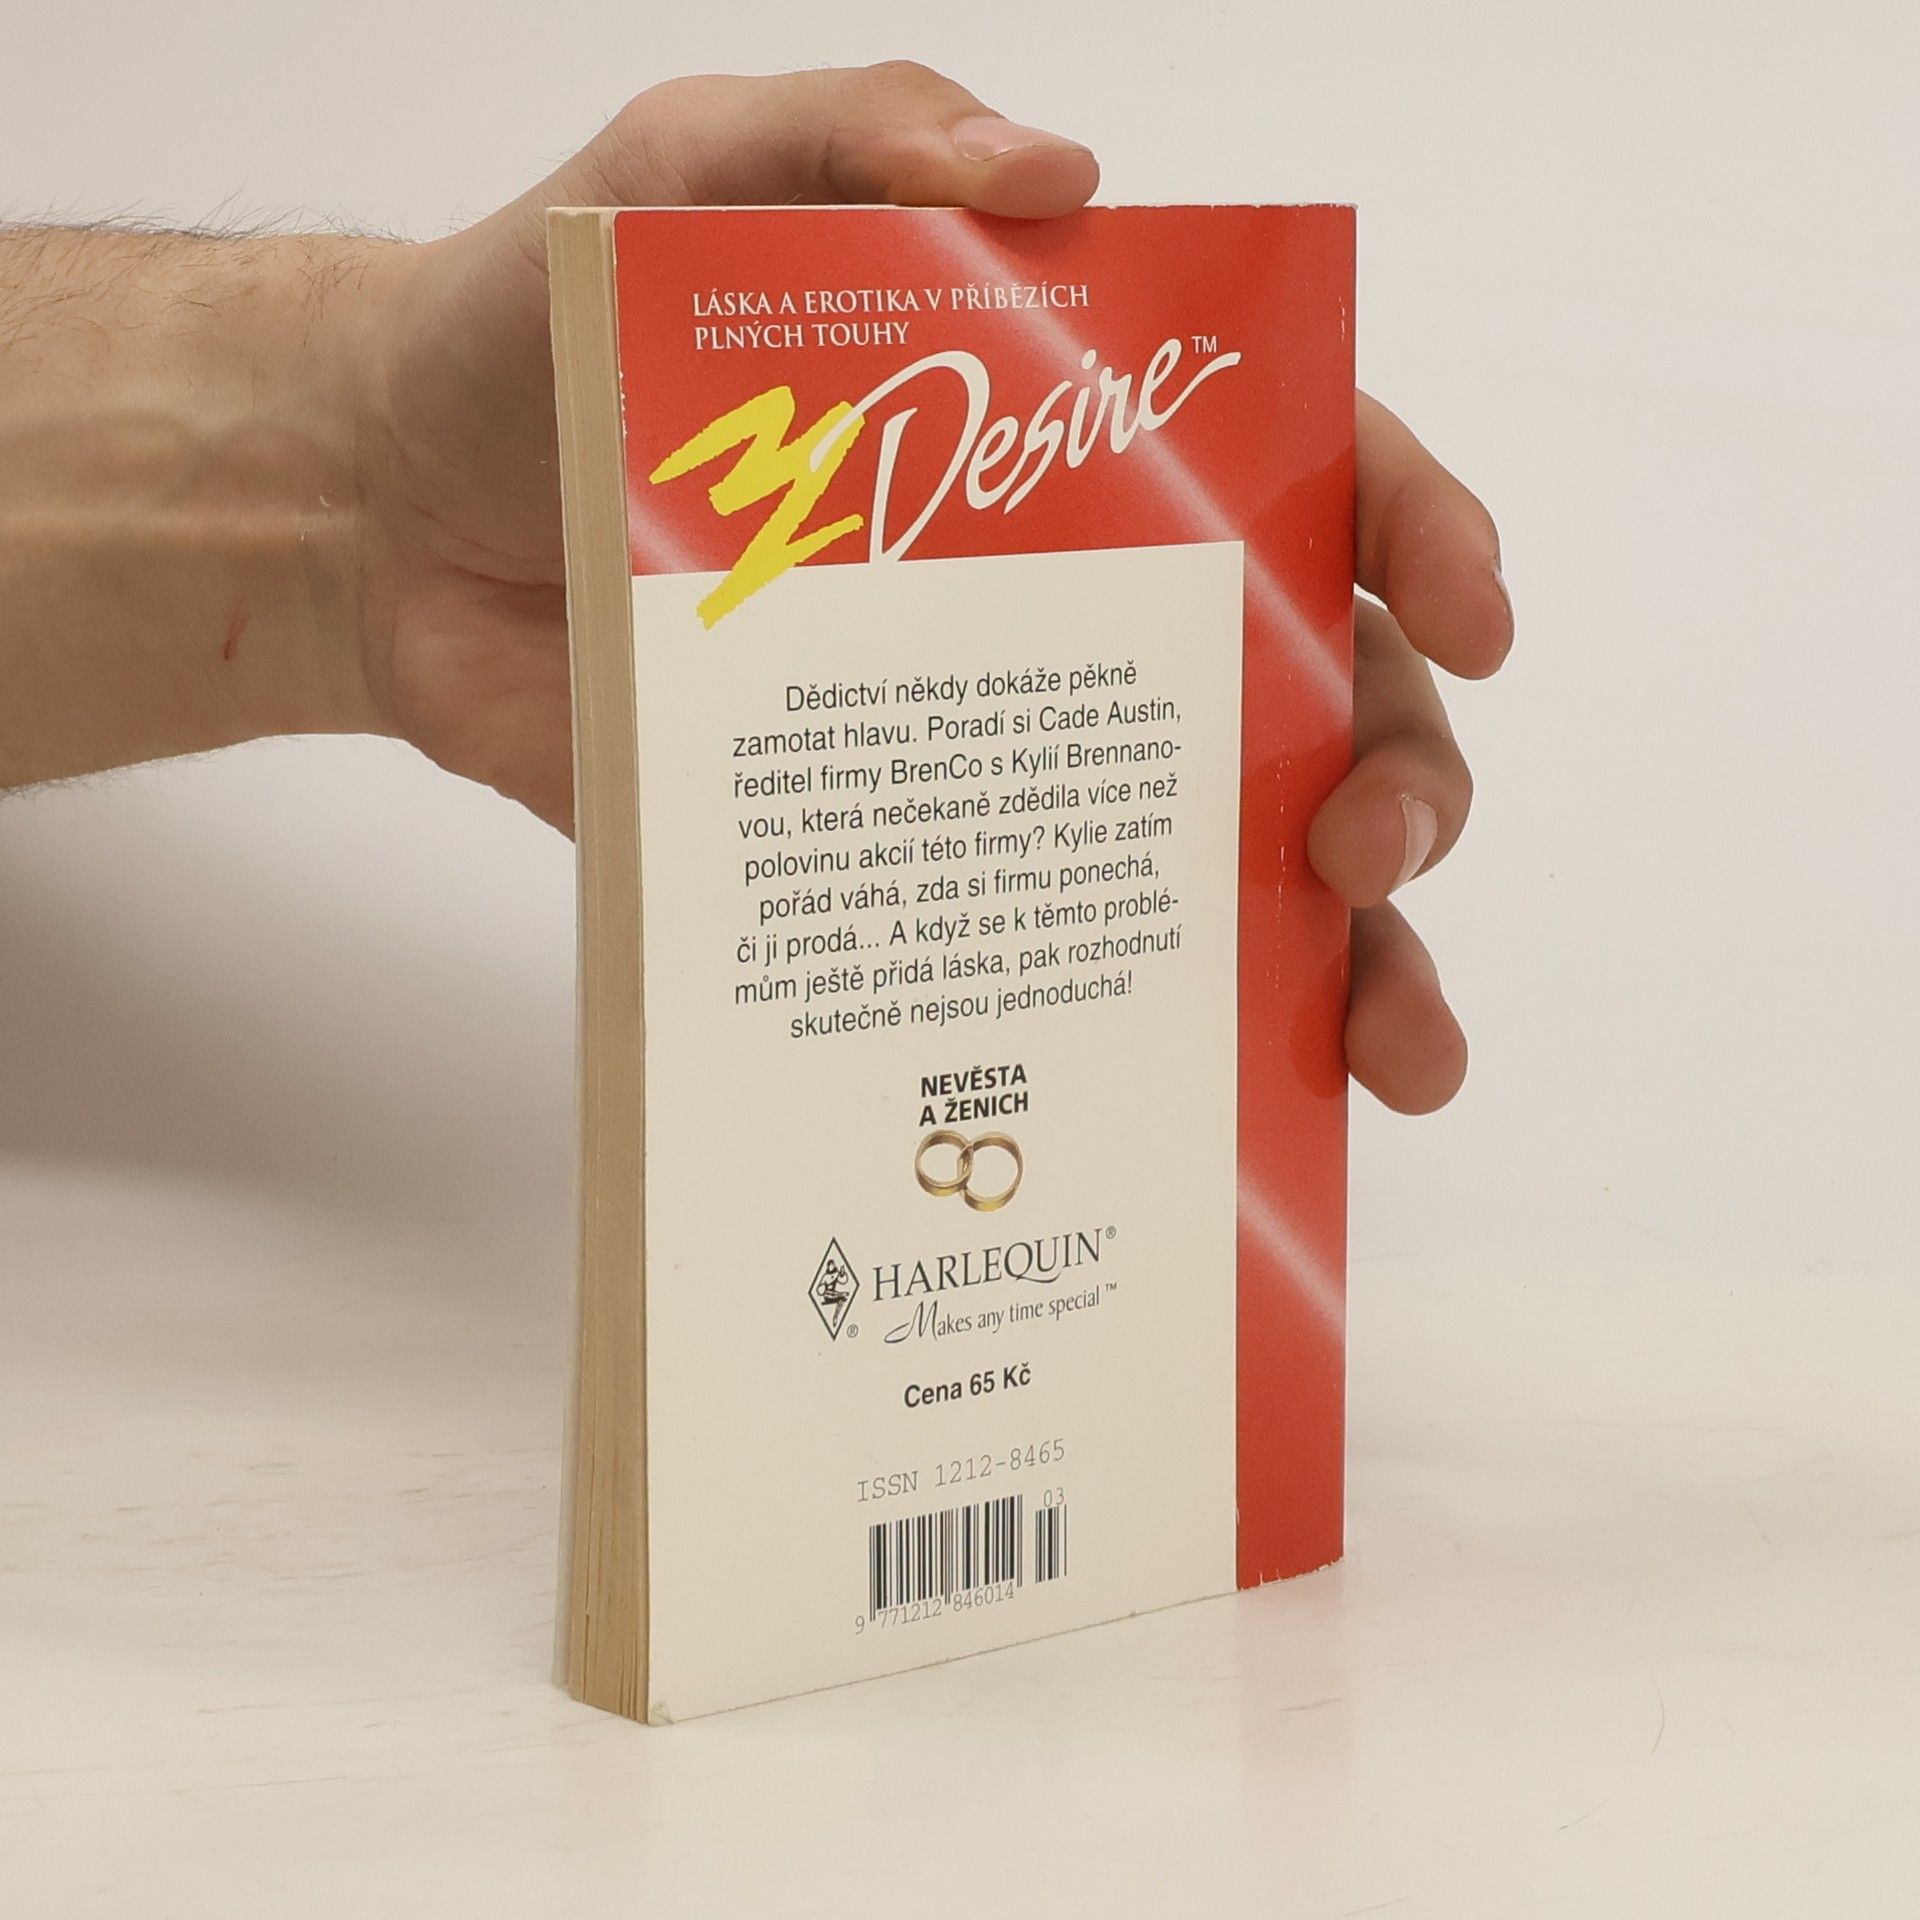 LÁSKA A EROTIKA V PŘÍBĚZÍCH
PLNÝCH TOUHY
Desire™
Dědictví někdy dokáže pěkně
zamotat hlavu. Poradí si Cade Austin,
ředitel firmy BrenCo s Kylií Brennano-
vou, která nečekaně zdědila více než
polovinu akcií této firmy? Kylie zatím
pořád váhá, zda si firmu ponechá,
či ji prodá... A když se k těmto problé-
mům ještě přidá láska, pak rozhodnutí
skutečně nejsou jednoduchá!
NEVĚSTA
A ŽENICH
HARLEQUIN®
®
Makes any time special™
Cena 65 Kč
ISSN 1212-8465
03
9 771212 846014